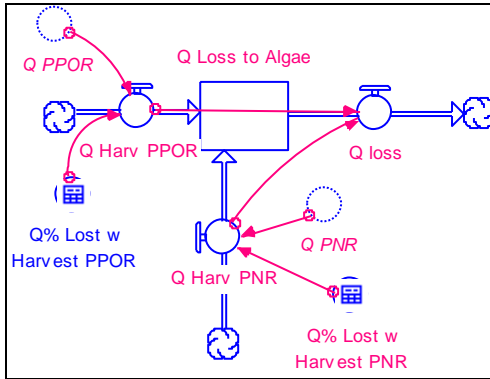 Q PPOR
Q Loss to Algae
Q Harv PPOR
Q loss
Q% Lost w
Harvest PPOR
Q PNR
Q Harv PNR
Q% Lost w
Harvest PNR